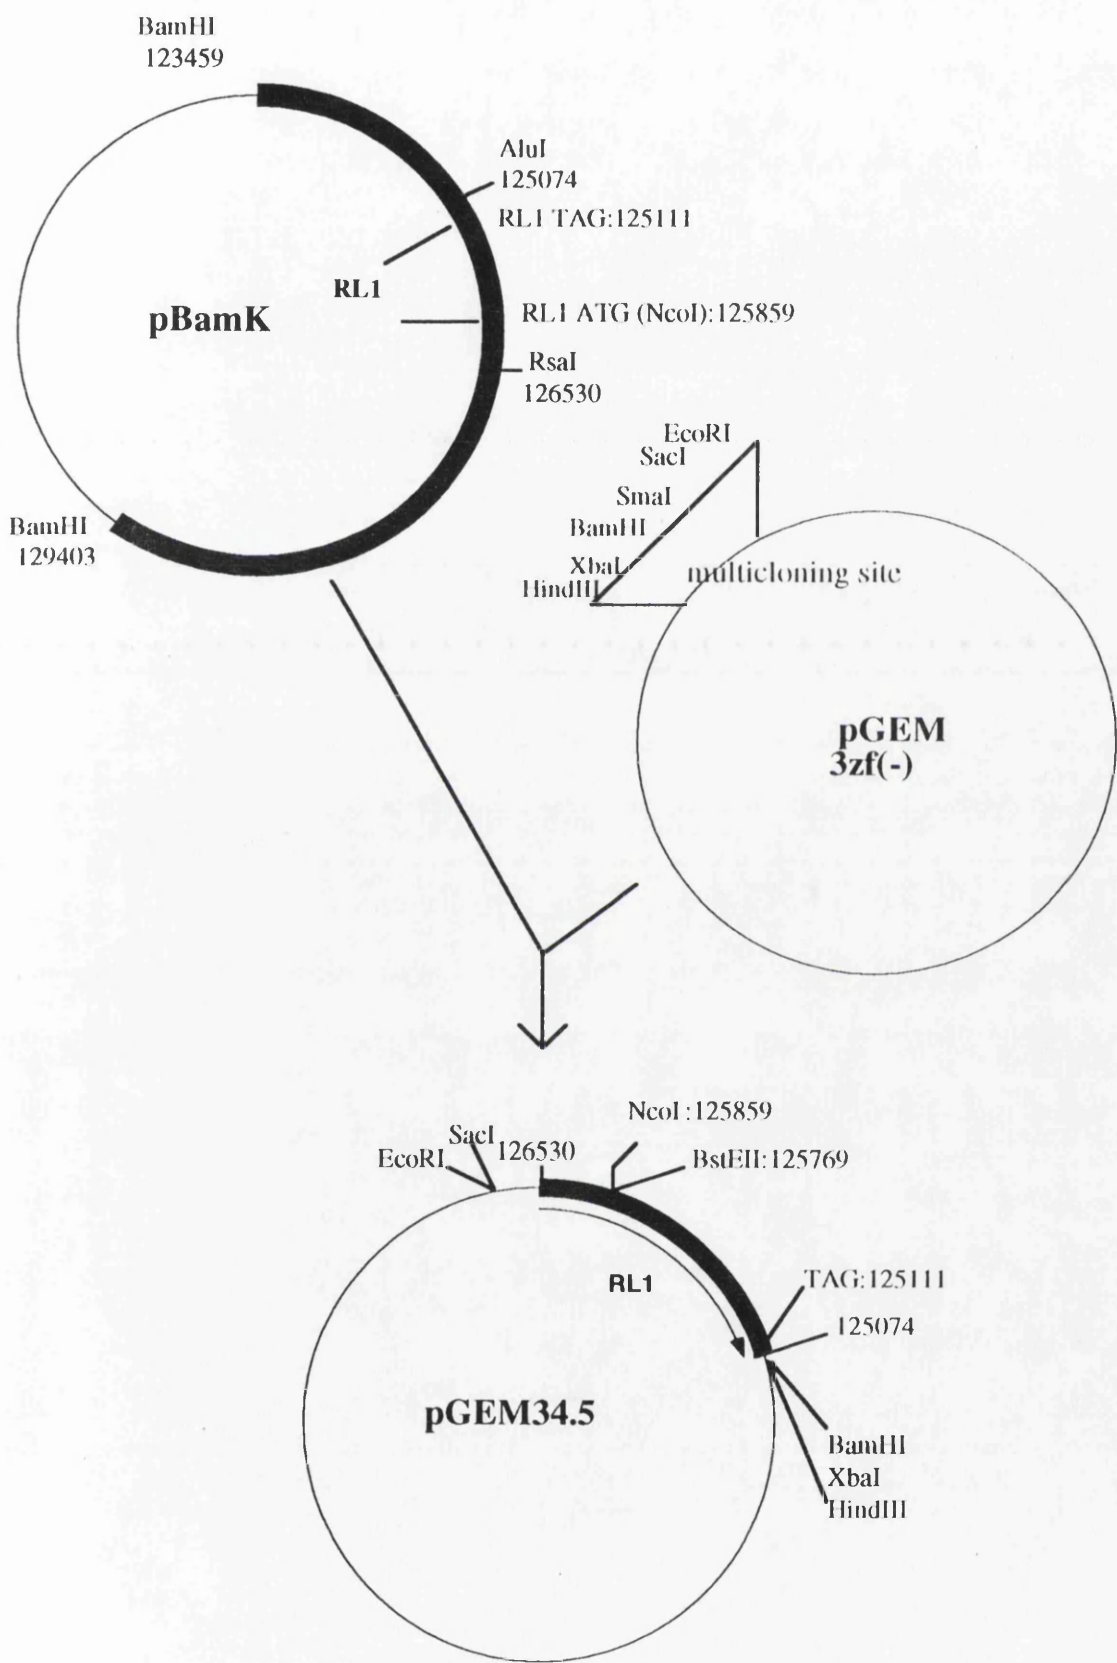 BamHI
123459
AluI
125074
RL1 TAG:125111
RL1
pBamK
RL1 ATG (NcoI):125859
RsaI
126530
EcoRI
SacI
SmaI
BamHI
129403
BamHI
XbaI
HindIII
multicloning site
pGEM
3zf(-)
NcoI :125859
SacI
126530
EcoRI
BstEII:125769
RL1
TAG:125111
125074
pGEM34.5
BamHI
XbaI
HindIII